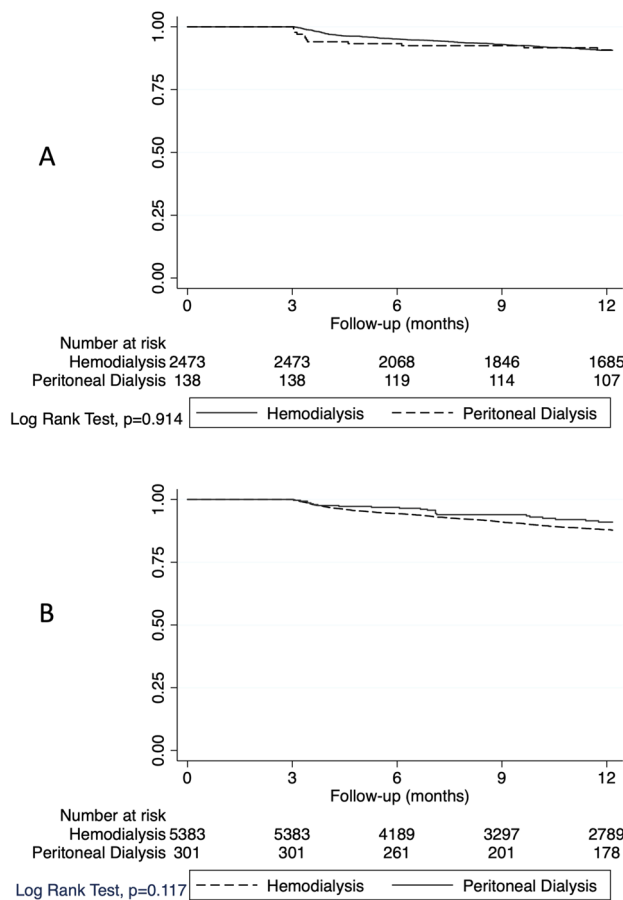 1.00
0.75
A
0.50
0.25
0.00
0 3 6 9 12
Follow-up (months)
Number at risk
Hemodialysis 2473 2473 2068 1846 1685
Peritoneal Dialysis 138 138 119 114 107
Log Rank Test, p=0.914 Hemodialysis Peritoneal Dialysis
1.00
0.75
B
0.50
0.25
0.00
0 3 6 9 12
Follow-up (months)
Number at risk
Hemodialysis 5383 5383 4189 3297 2789
Peritoneal Dialysis 301 301 261 201 178
Log Rank Test, p=0.117 Hemodialysis Peritoneal Dialysis